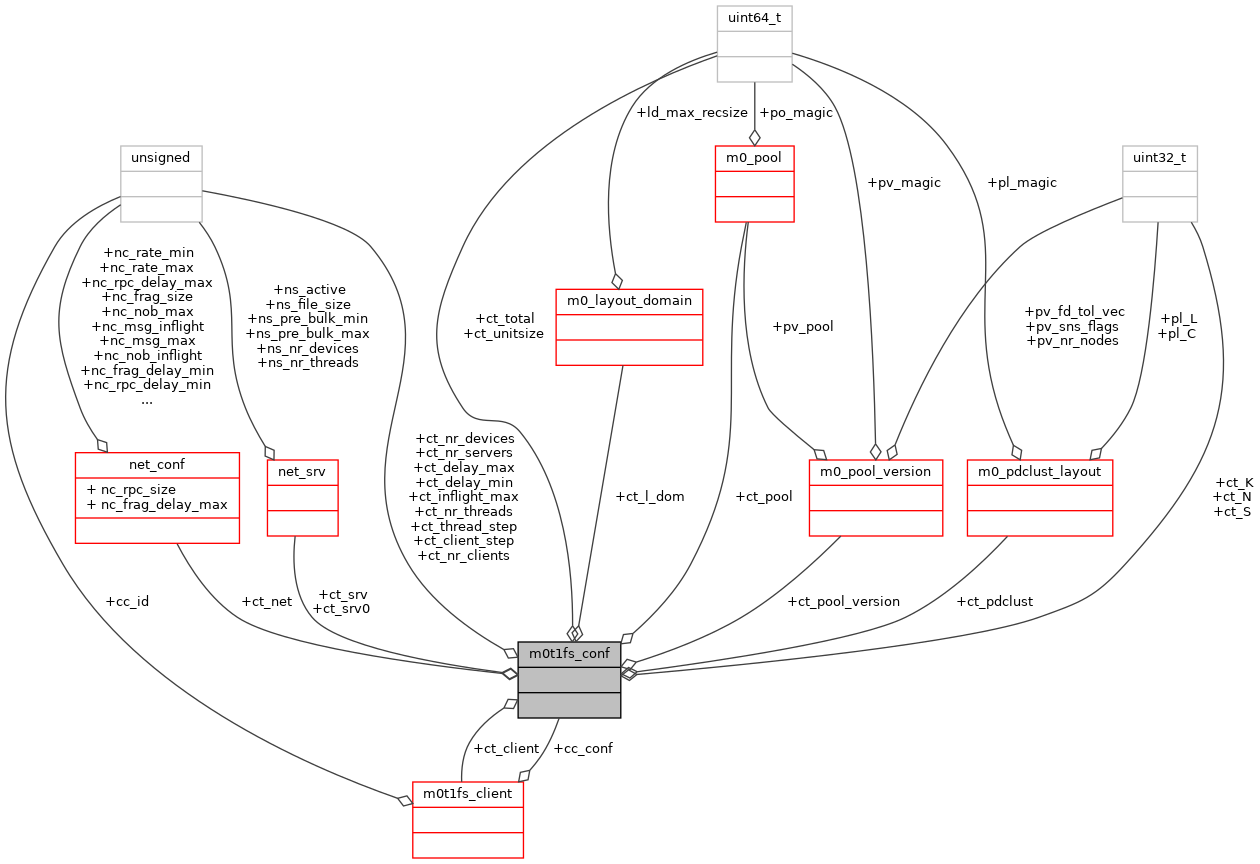 uint64_t
+ld_max_recsize
+po_magic
unsigned
m0_pool
uint32_t
+pv_magic
+pl_magic
+nc_rate_min
+nc_rate_max
+nc_rpc_delay_max
+nc_frag_size
+nc_nob_max
+nc_msg_inflight
+nc_msg_max
+nc_nob_inflight
+nc_frag_delay_min
+nc_rpc_delay_min
...
+ns_active
+ns_file_size
+ns_pre_bulk_min
+ns_pre_bulk_max
+ns_nr_devices
+ns_nr_threads
+ct_total
+ct_unitsize
m0_layout_domain
+pv_pool
+pv_fd_tol_vec
+pv_sns_flags
+pv_nr_nodes
+pl_L
+pl_C
+ct_nr_devices
+ct_nr_servers
+ct_delay_max
+ct_delay_min
+ct_inflight_max
+ct_nr_threads
+ct_thread_step
+ct_client_step
+ct_nr_clients
net_conf
+ nc_rpc_size
+ nc_frag_delay_max
net_srv
+ct_l_dom
+ct_pool
m0_pool_version
m0_pdclust_layout
+ct_K
+ct_N
+ct_S
+cc_id
+ct_net
+ct_srv
+ct_srv0
+ct_pool_version
+ct_pdclust
m0t1fs_conf
+ct_client
+cc_conf
m0t1fs_client